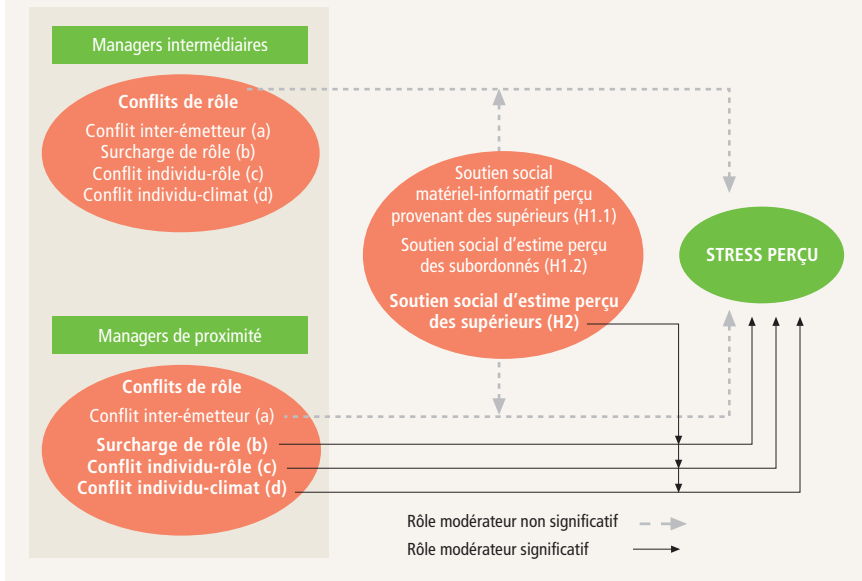 Managers intermédiaires
Conflits de rôle
Conflit inter-émetteur (a)
Surcharge de rôle (b)
Conflit individu-rôle (c)
Conflit individu-climat (d)
Soutien social
matériel-informatif perçu
provenant des supérieurs (H1.1)
Soutien social d'estime perçu
des subordonnés (H1.2)
Soutien social d'estime perçu
des supérieurs (H2)
STRESS PERÇU
Managers de proximité
Conflits de rôle
Conflit inter-émetteur (a)
Surcharge de rôle (b)
Conflit individu-rôle (c)
Conflit individu-climat (d)
Rôle modérateur non significatif
Rôle modérateur significatif